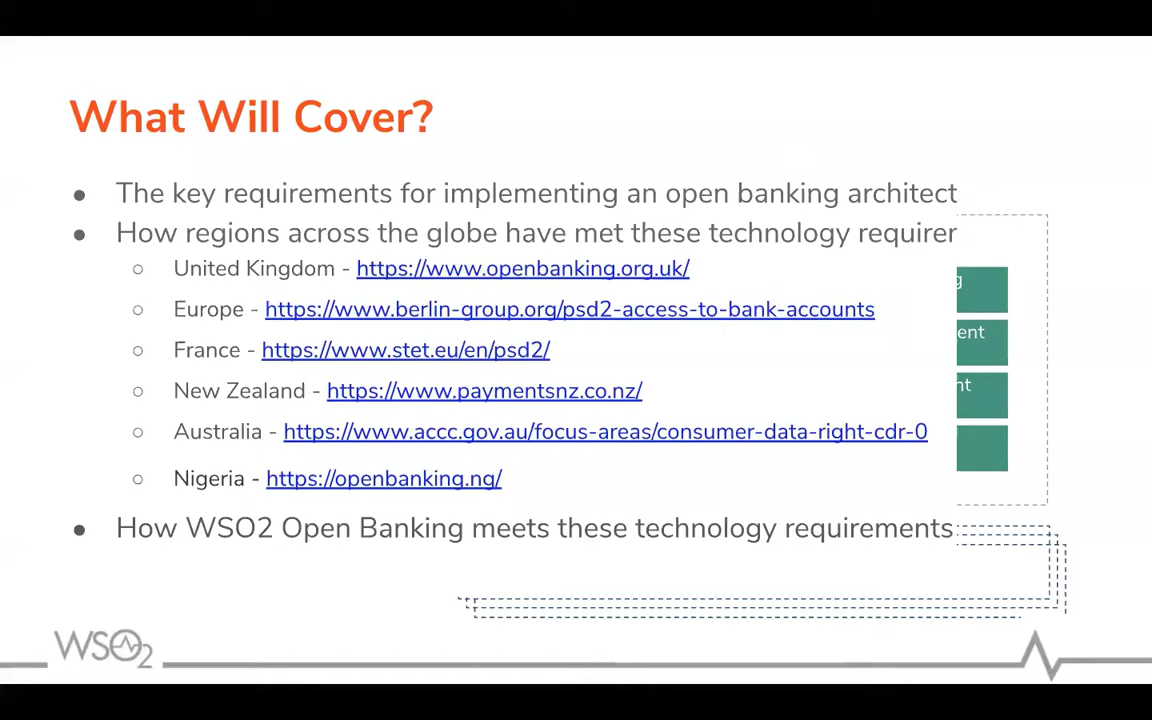 What Will Cover?
● The key requirements for implementing an open banking architect
● How regions across the globe have met these technology requirer
○ United Kingdom - https://www.openbanking.org.uk/
g
○ Europe - https://www.berlin-group.org/psd2-access-to-bank-accounts
ent
○ France - https://www.stet.eu/en/psd2/
nt
○ New Zealand - https://www.paymentsnz.co.nz/
○ Australia - https://www.accc.gov.au/focus-areas/consumer-data-right-cdr-0
○ Nigeria - https://openbanking.ng/
● How WSO2 Open Banking meets these technology requirements
WSO2